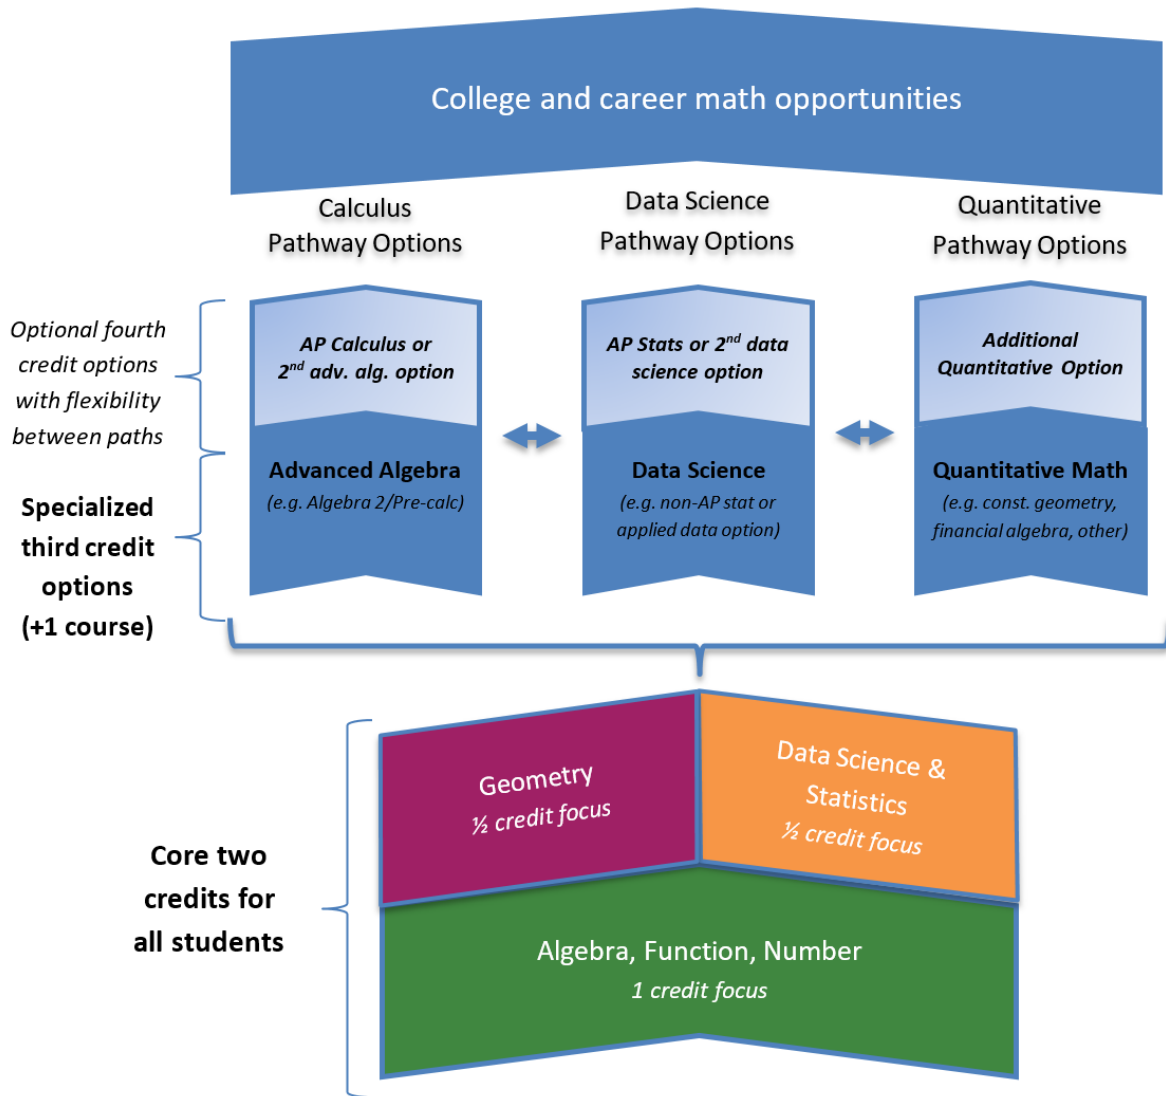 College and career math opportunities
Calculus
Pathway Options
Data Science
Pathway Options
Quantitative
Pathway Options
Optional fourth
credit options
with flexibility
between paths
AP Calculus or
2nd adv. alg. option
AP Stats or 2nd data
science option
Additional
Quantitative Option
Specialized
third credit
options
(+1 course)
Advanced Algebra
(e.g. Algebra 2/Pre-calc)
Data Science
(e.g. non-AP stat or
applied data option)
Quantitative Math
(e.g. const. geometry,
financial algebra, other)
Core two
credits for
all students
Geometry
½ credit focus
Data Science &
Statistics
½ credit focus
Algebra, Function, Number
1 credit focus